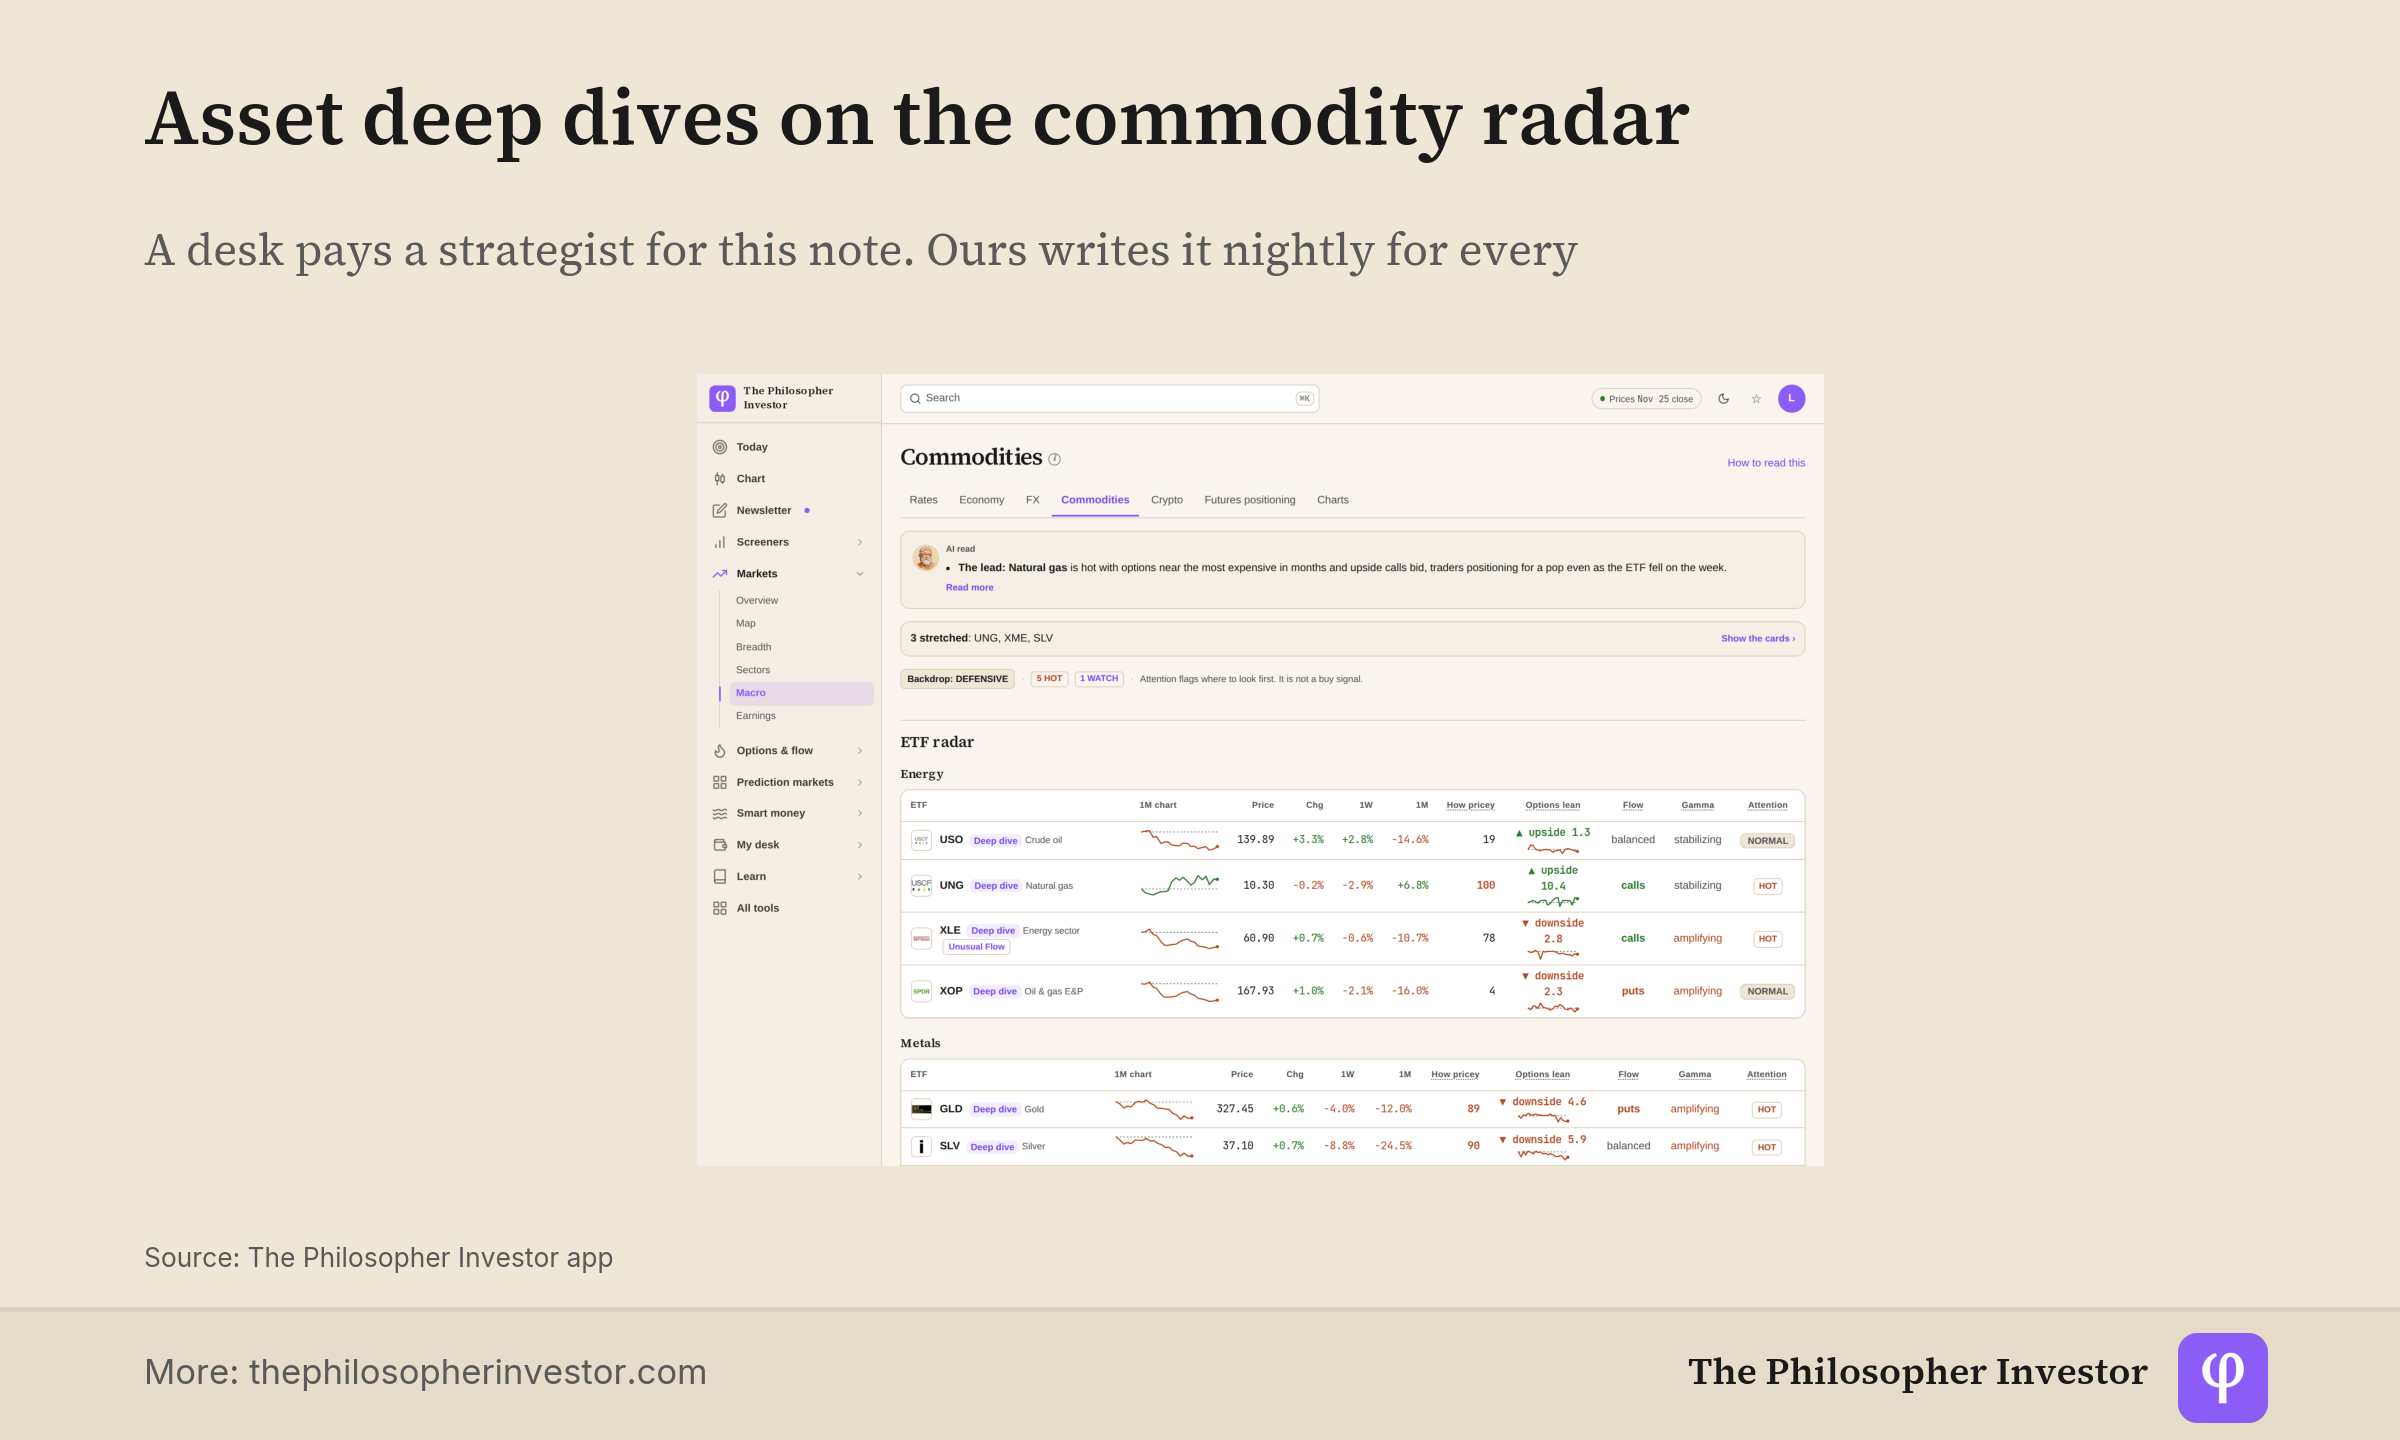 Asset deep dives on the commodity radar
A desk pays a strategist for this note. Ours writes it nightly for every
φ The Philosopher
Investor
Search ⌘K
Prices Nov 25 close
L
Today
Chart
Newsletter
Screeners
Markets
Overview
Map
Breadth
Sectors
Macro
Earnings
Options & flow
Prediction markets
Smart money
My desk
Learn
All tools
Commodities
How to read this
Rates Economy FX Commodities Crypto Futures positioning Charts
AI read
• The lead: Natural gas is hot with options near the most expensive in months and upside calls bid, traders positioning for a pop even as the ETF fell on the week.
Read more
3 stretched: UNG, XME, SLV Show the cards ›
Backdrop: DEFENSIVE · 5 HOT 1 WATCH · Attention flags where to look first. It is not a buy signal.
ETF radar
Energy
ETF 1M chart Price Chg 1W 1M How pricey Options lean Flow Gamma Attention
USO Deep dive Crude oil 139.89 +3.3% +2.8% -14.6% 19 ▲ upside 1.3 balanced stabilizing NORMAL
USCF UNG Deep dive Natural gas 10.30 -0.2% -2.9% +6.8% 100 ▲ upside 10.4 calls stabilizing HOT
XLE Deep dive Energy sector 60.90 +0.7% -0.6% -10.7% 78 ▼ downside 2.8 calls amplifying HOT
Unusual Flow
SPDR XOP Deep dive Oil & gas E&P 167.93 +1.0% -2.1% -16.0% 4 ▼ downside 2.3 puts amplifying NORMAL
Metals
ETF 1M chart Price Chg 1W 1M How pricey Options lean Flow Gamma Attention
GLD Deep dive Gold 327.45 +0.6% -4.0% -12.0% 89 ▼ downside 4.6 puts amplifying HOT
i SLV Deep dive Silver 37.10 +0.7% -8.8% -24.5% 90 ▼ downside 5.9 balanced amplifying HOT
Source: The Philosopher Investor app
More: thephilosopherinvestor.com
The Philosopher Investor φ